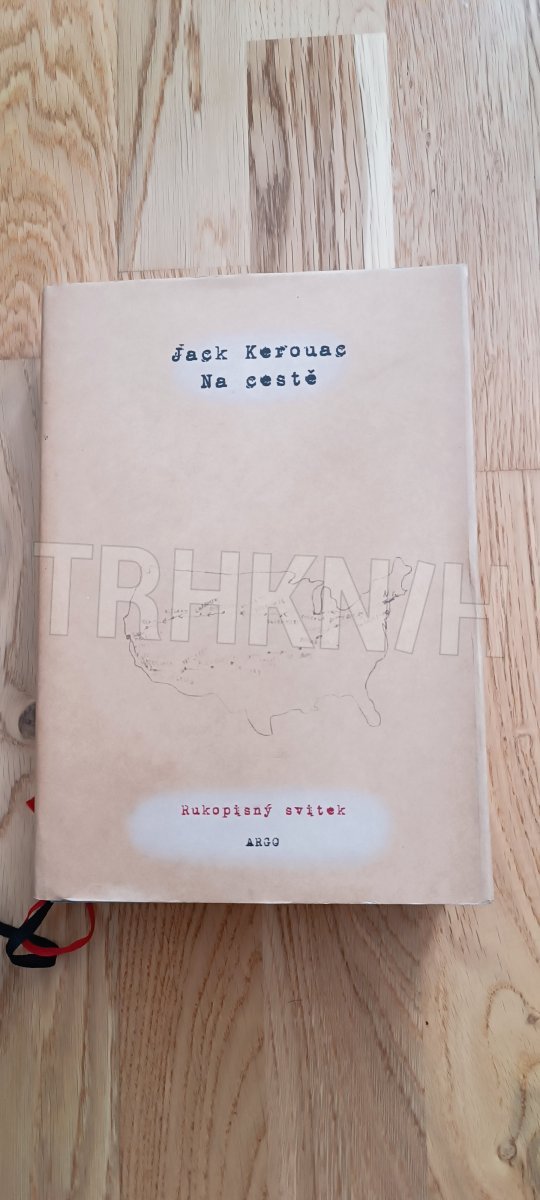 Jack Kerouac
Na cestě
TRHKNIH
Rukopisný svitek
ARGO